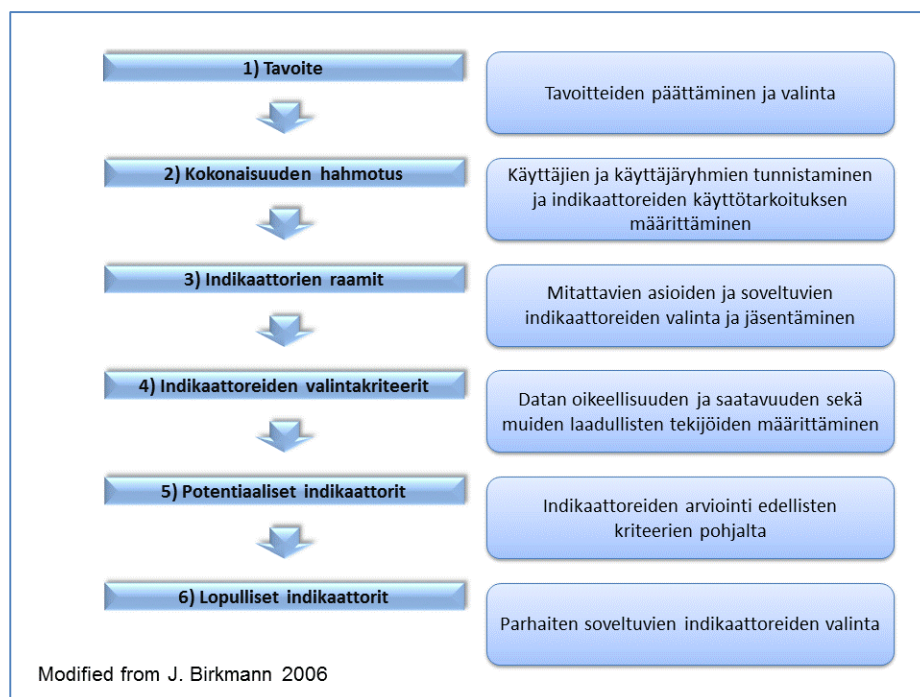 1) Tavoite
Tavoitteiden päättäminen ja valinta
2) Kokonaisuuden hahmotus
Käyttäjien ja käyttäjäryhmien tunnistaminen
ja indikaattoreiden käyttötarkoituksen
määrittäminen
3) Indikaattorien raamit
Mitattavien asioiden ja soveltuvien
indikaattoreiden valinta ja jäsentäminen
4) Indikaattoreiden valintakriteerit
Datan oikeellisuuden ja saatavuuden sekä
muiden laadullisten tekijöiden määrittäminen
5) Potentiaaliset indikaattorit
Indikaattoreiden arviointi edellisten
kriteerien pohjalta
6) Lopulliset indikaattorit
Parhaiten soveltuvien indikaattoreiden valinta
Modified from J. Birkmann 2006